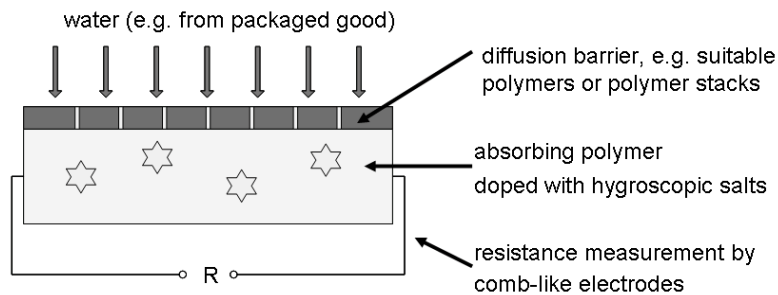 water (e.g. from packaged good)
diffusion barrier, e.g. suitable
polymers or polymer stacks
absorbing polymer
doped with hygroscopic salts
resistance measurement by
comb-like electrodes
R